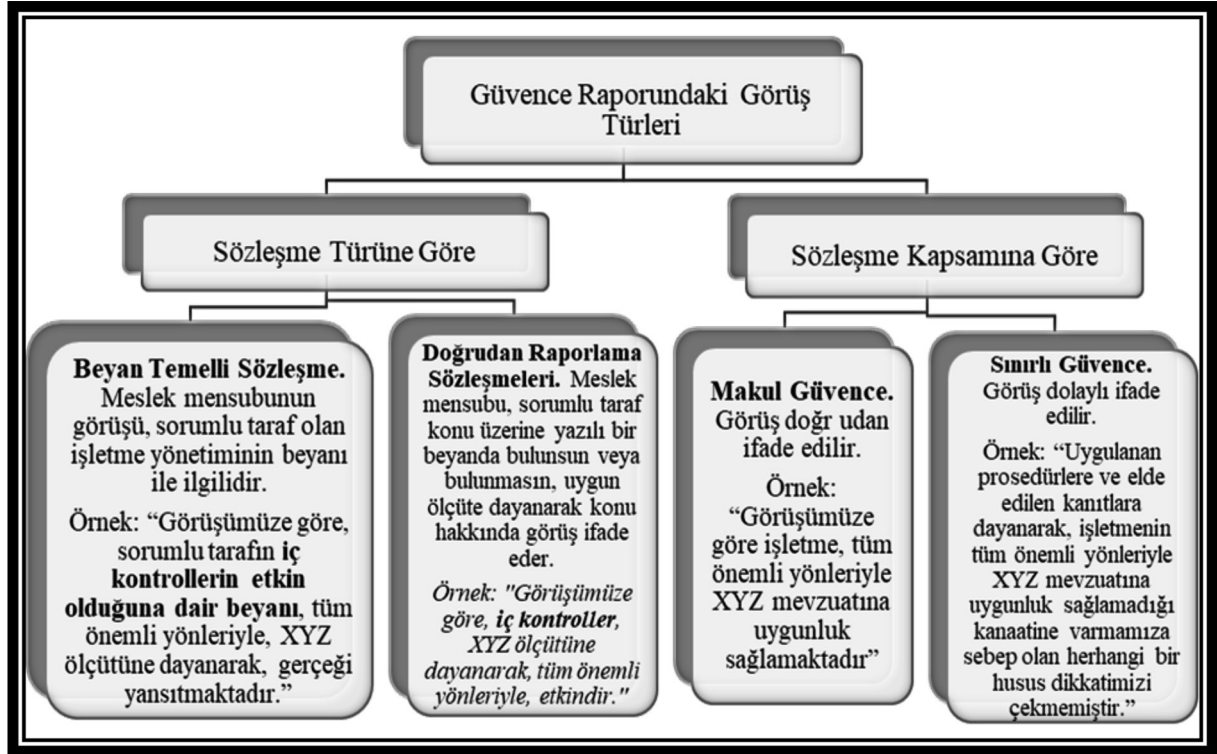 Güvence Raporundaki Görüş
Türleri
Sözleşme Türüne Göre
Sözleşme Kapsamına Göre
Beyan Temelli Sözleşme.
Meslek mensubunun
görüşü, sorumlu taraf olan
işletme yönetiminin beyanı
ile ilgilidir.
Örnek: “Görüşümüze göre,
sorumlu tarafın iç
kontrollerin etkin
olduğuna dair beyanı, tüm
önemli yönleriyle, XYZ
ölçütüne dayanarak, gerçeği
yansıtmaktadır.”
Doğrudan Raporlama
Sözleşmeleri. Meslek
mensubu, sorumlu taraf
konu üzerine yazılı bir
beyanda bulunsun veya
bulunmasın, uygun
ölçüte dayanarak konu
hakkında görüş ifade
eder.
Örnek: "Görüşümüze
göre, iç kontroller,
XYZ ölçütüne
dayanarak, tüm önemli
yönleriyle, etkindir."
Makul Güvence.
Görüş doğr udan
ifade edilir.
Örnek:
“Görüşümüze
göre işletme, tüm
önemli yönleriyle
XYZ mevzuatına
uygunluk
sağlamaktadır”
Sınırlı Güvence.
Görüş dolaylı ifade
edilir.
Örnek: “Uygulanan
prosedürlere ve elde
edilen kanıtlara
dayanarak, işletmenin
tüm önemli yönleriyle
XYZ mevzuatına
uygunluk sağlamadığı
kanaatine varmamıza
sebep olan herhangi bir
husus dikkatimizi
çekmemiştir.”